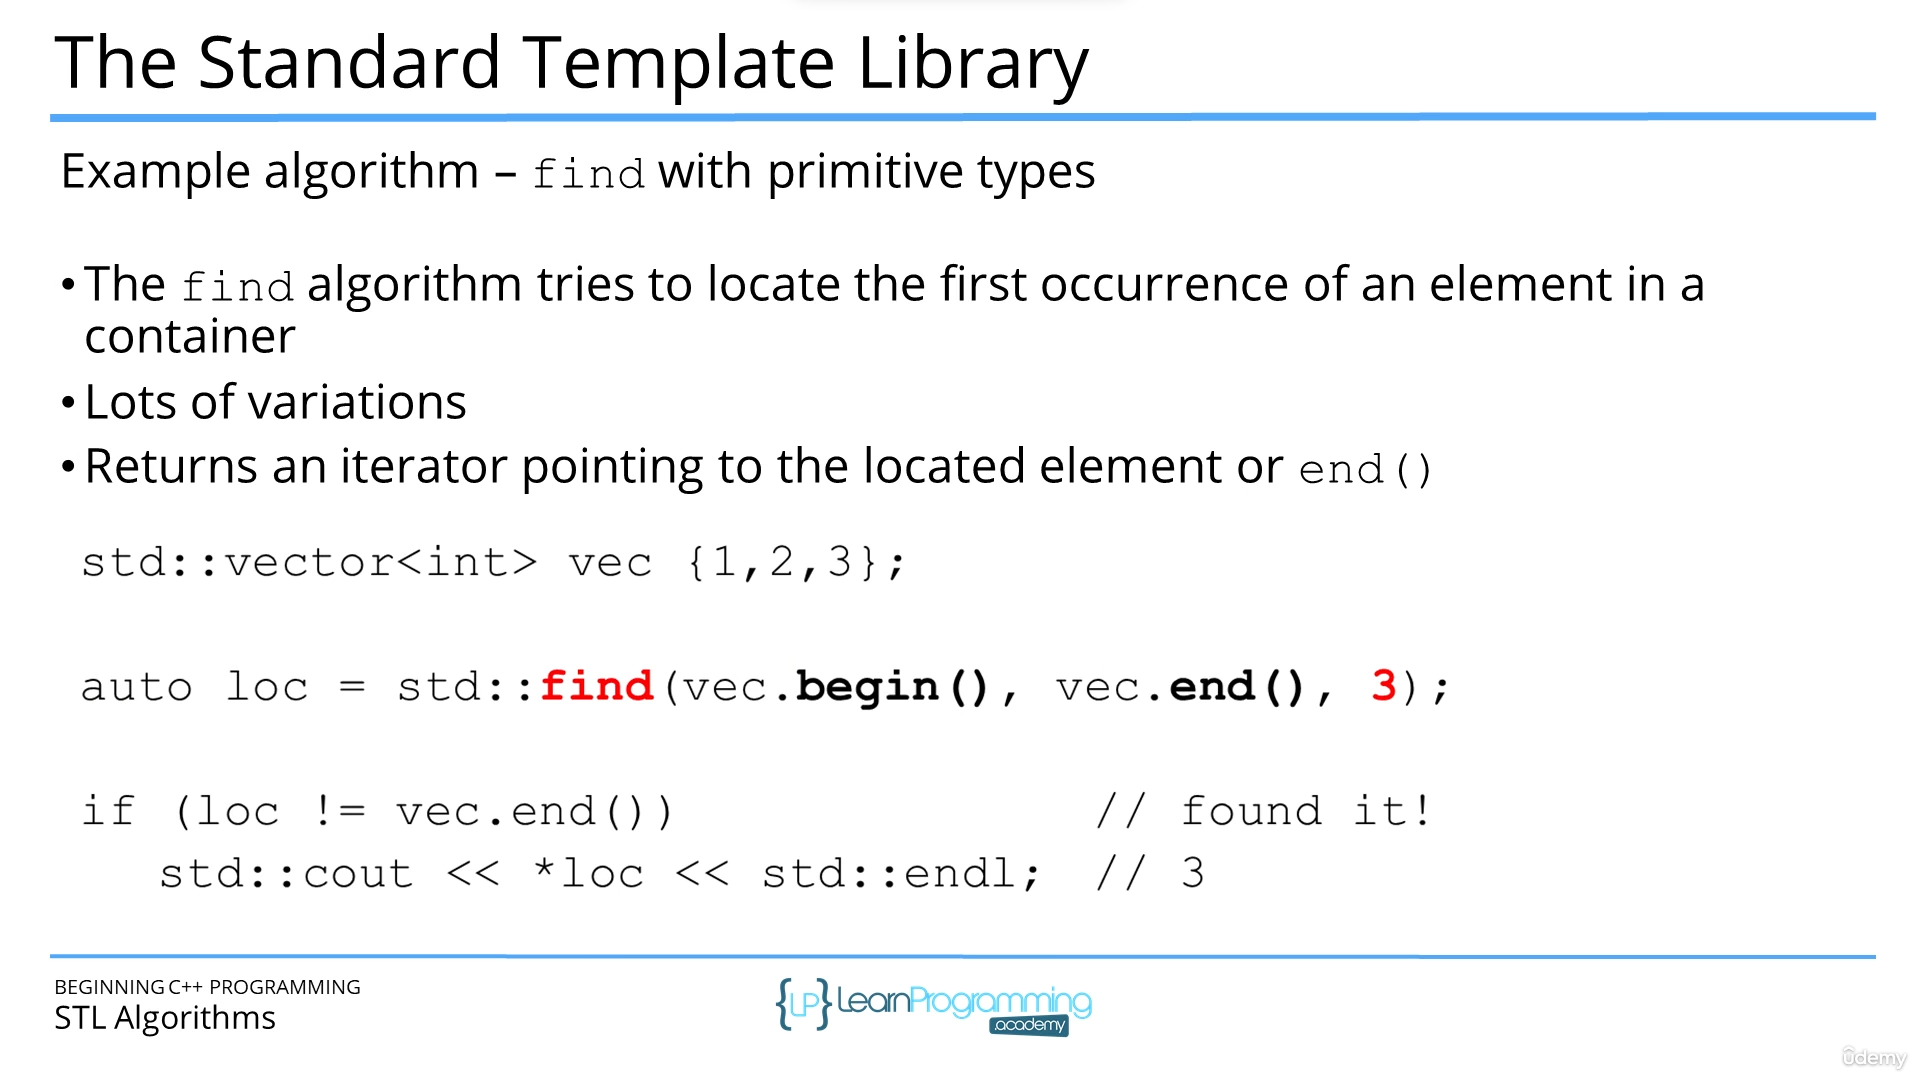 The Standard Template Library
Example algorithm – find with primitive types
• The find algorithm tries to locate the first occurrence of an element in a
container
• Lots of variations
• Returns an iterator pointing to the located element or end()
std::vector<int> vec {1,2,3};
auto loc = std::find(vec.begin(), vec.end(), 3);
if (loc != vec.end())                // found it!
   std::cout << *loc << std::endl;  // 3
BEGINNING C++ PROGRAMMING
STL Algorithms
{LP} LearnProgramming
.academy
ûdemy